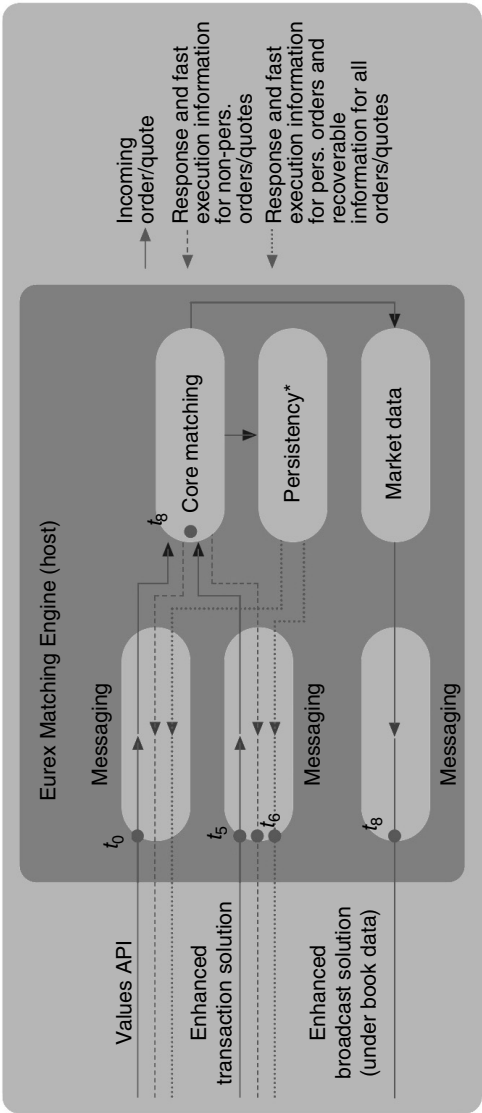 Eurex Matching Engine (host)
Values API
t0
Messaging
Enhanced
transaction solution
t5
t6
Messaging
Enhanced
broadcast solution
(under book data)
t8
Messaging
t8
Core matching
Persistency*
Market data
Incoming
order/quote
Response and fast
execution information
for non-pers.
orders/quotes
Response and fast
execution information
for pers. orders and
recoverable
information for all
orders/quotes